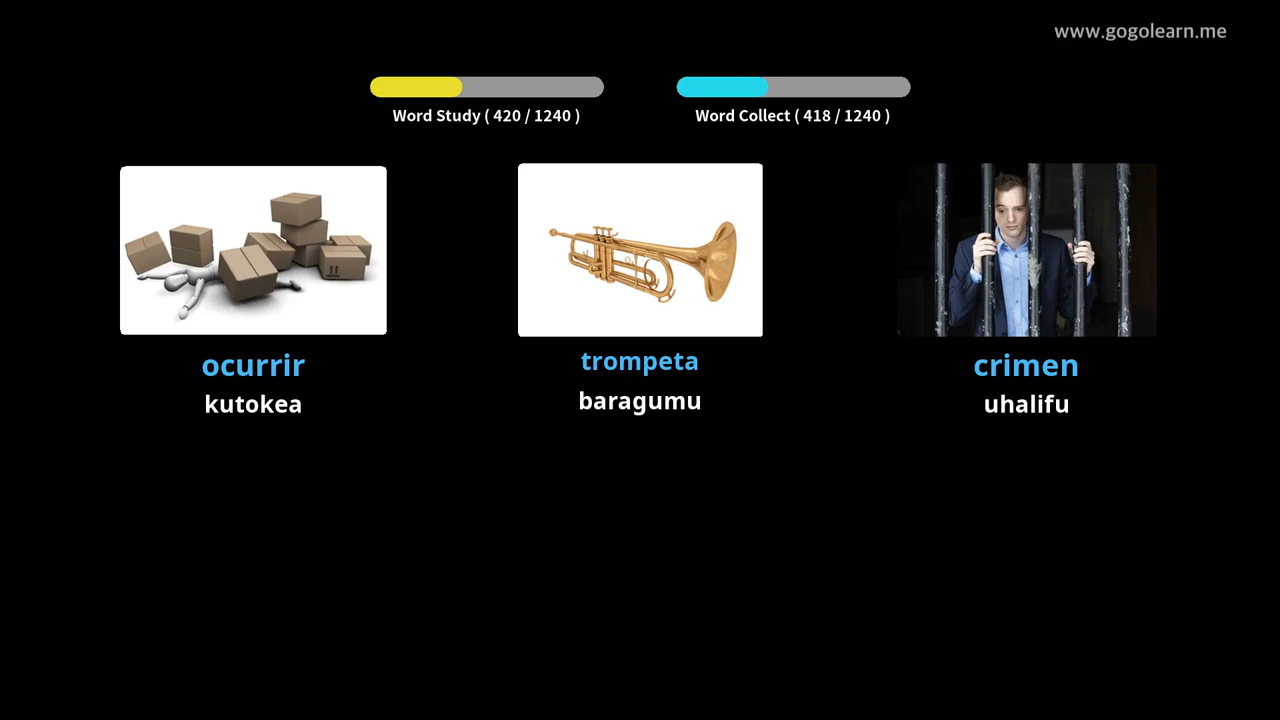 www.gogolearn.me
Word Study ( 420 / 1240 )
Word Collect ( 418 / 1240 )
ocurrir
kutokea
trompeta
baragumu
crimen
uhalifu